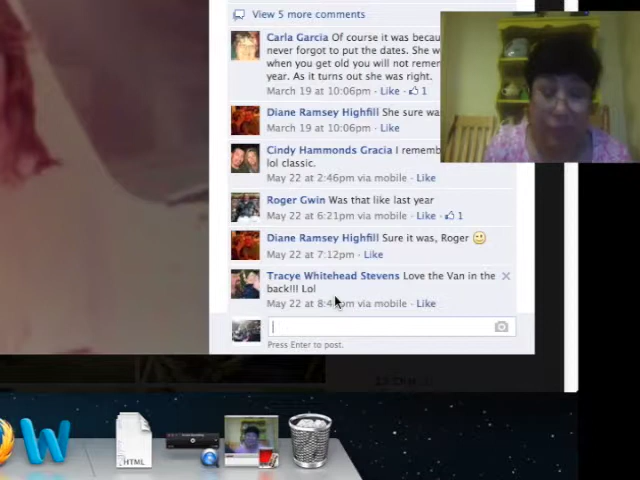 View 5 more comments
Carla Garcia Of course it was becau
never forgot to put the dates. She w
when you get old you will not remer
year. As it turns out she was right.
March 19 at 10:06pm · Like · 1
Diane Ramsey Highfill She sure wa
March 19 at 10:06pm · Like
Cindy Hammonds Gracia I rememb
lol classic.
May 22 at 2:46pm via mobile · Like
Roger Gwin Was that like last year
May 22 at 6:21pm via mobile · Like · 1
Diane Ramsey Highfill Sure it was, Roger
May 22 at 7:12pm · Like
Tracye Whitehead Stevens Love the Van in the
back!!! Lol
May 22 at 8:4 pm via mobile · Like
Press Enter to post.
W
HTML